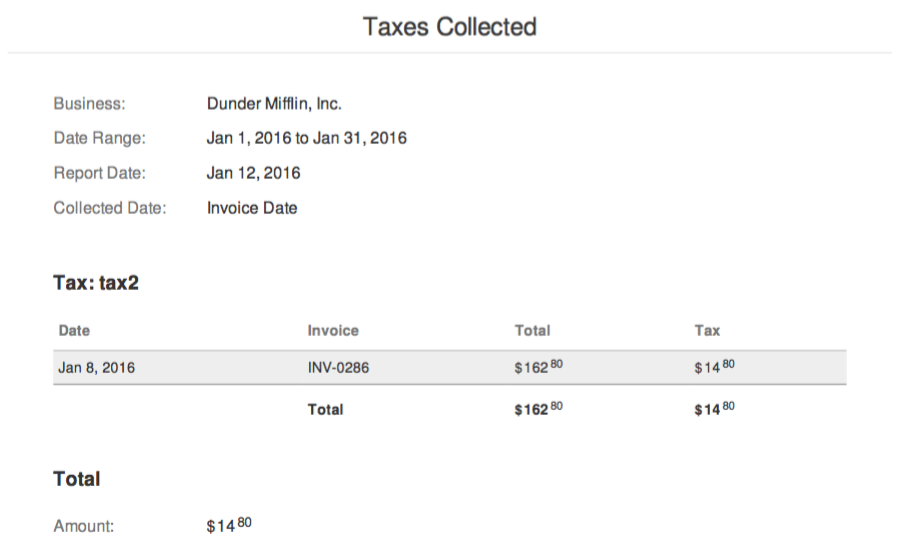 Taxes Collected
Business: Dunder Mifflin, Inc.
Date Range: Jan 1, 2016 to Jan 31, 2016
Report Date: Jan 12, 2016
Collected Date: Invoice Date
Tax: tax2
Date Invoice Total Tax
Jan 8, 2016 INV-0286 $162 80 $14 80
Total $162 80 $14 80
Total
Amount: $14 80